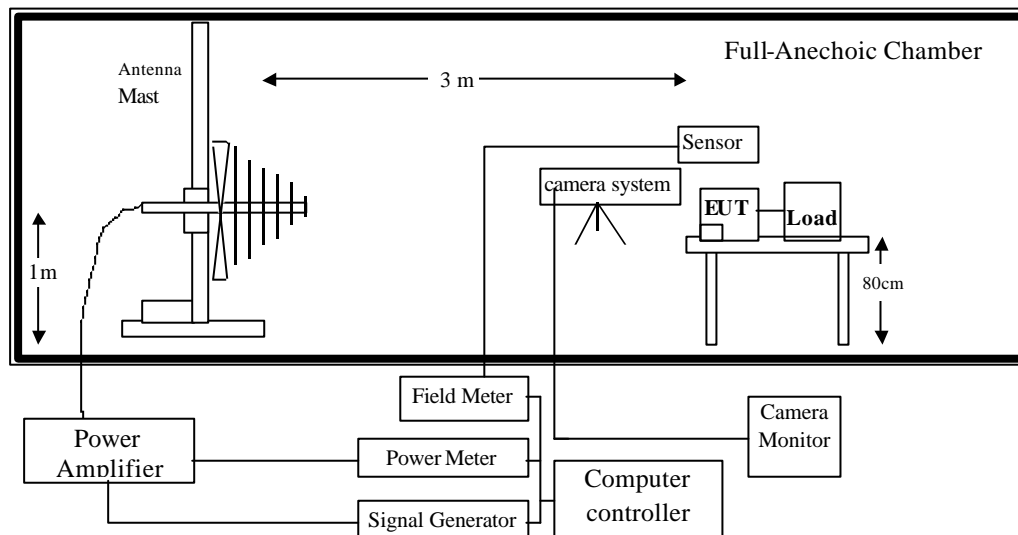 Full-Anechoic Chamber
Antenna
Mast
3 m
Sensor
camera system
EUT
Load
1m
80cm
Field Meter
Camera
Monitor
Power
Amplifier
Power Meter
Computer
controller
Signal Generator